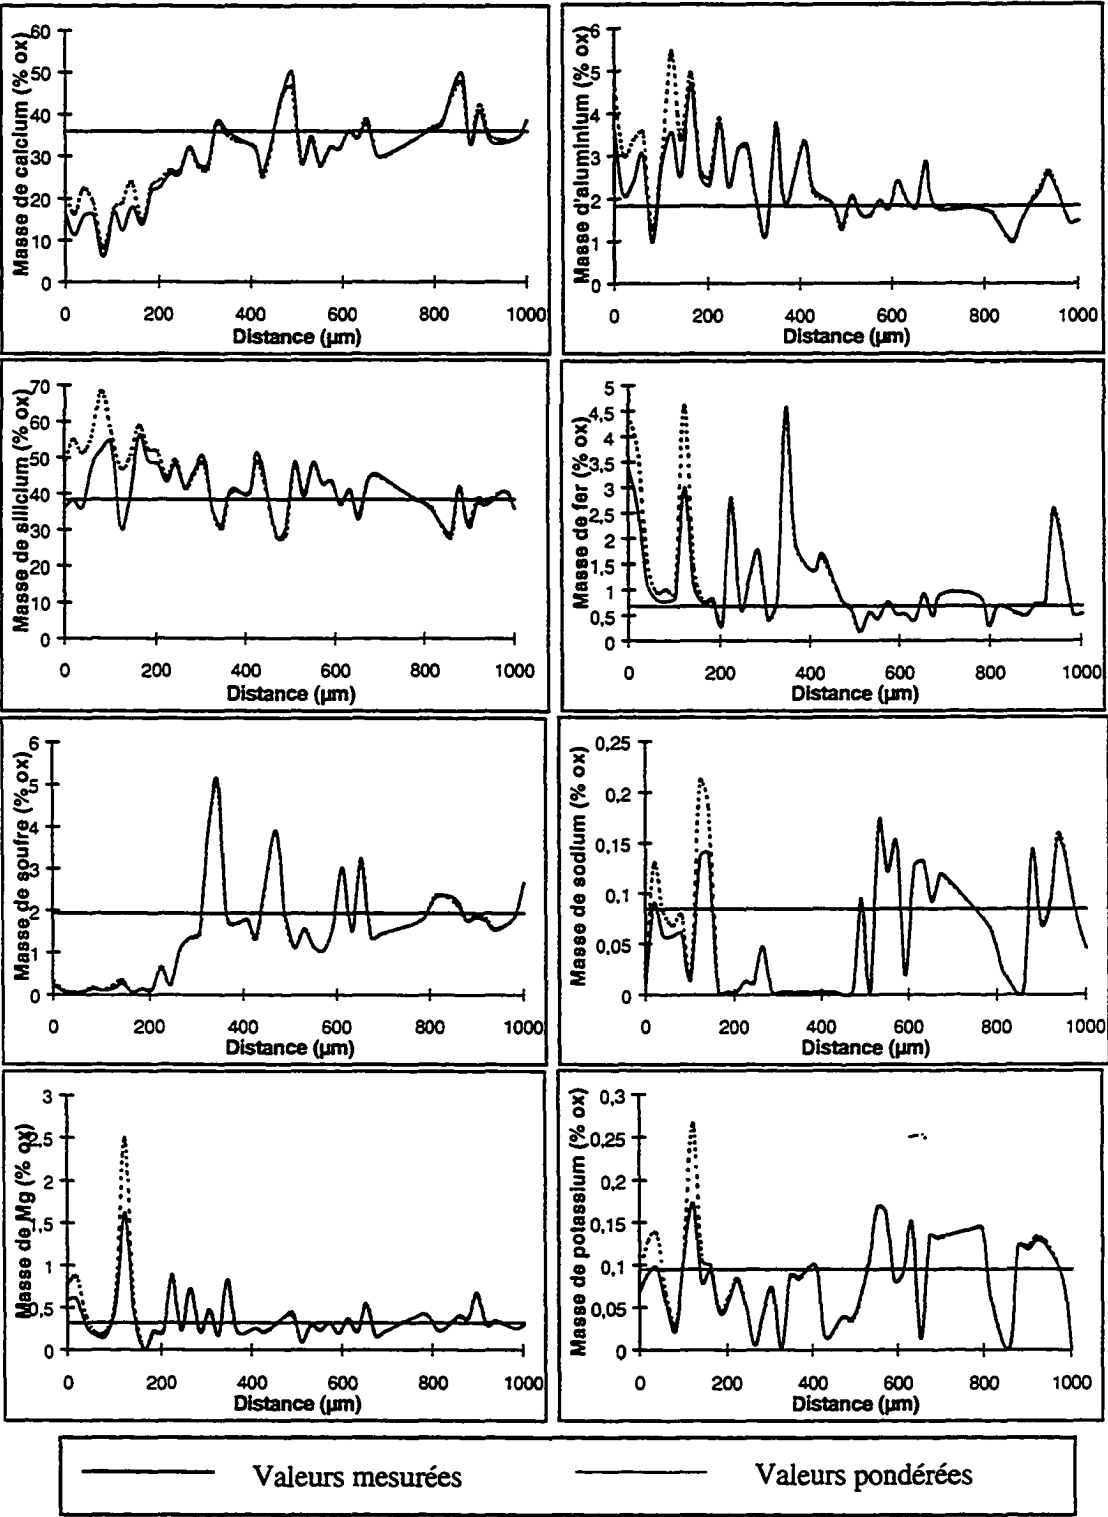 Masse de calcium (% ox)
60
50
40
30
20
10
0
0 200 400 600 800 1000
Distance (µm)
Masse d'aluminium (% ox)
6
5
4
3
2
1
0
0 200 400 600 800 1000
Distance (µm)
Masse de silicium (% ox)
70
60
50
40
30
20
10
0
0 200 400 600 800 1000
Distance (µm)
Masse de fer (% ox)
5
4,5
4
3,5
3
2,5
2
1,5
1
0,5
0
0 200 400 600 800 1000
Distance (µm)
Masse de soufre (% ox)
6
5
4
3
2
1
0
0 200 400 600 800 1000
Distance (µm)
Masse de sodium (% ox)
0,25
0,2
0,15
0,1
0,05
0
0 200 400 600 800 1000
Distance (µm)
Masse de Mg (% ox)
3
2,5
2
1,5
1
0,5
0
0 200 400 600 800 1000
Distance (µm)
Masse de potassium (% ox)
0,3
0,25
0,2
0,15
0,1
0,05
0
0 200 400 600 800 1000
Distance (µm)
Valeurs mesurées
Valeurs pondérées